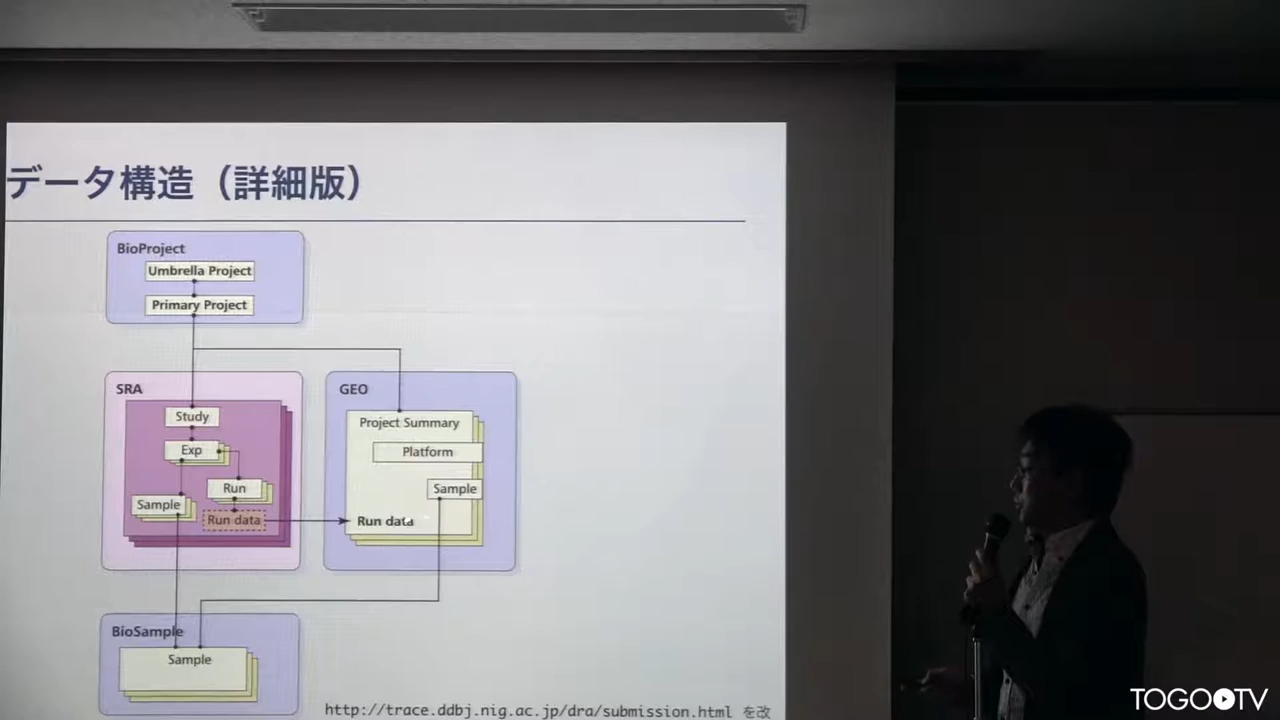 データ構造（詳細版）
BioProject
Umbrella Project
Primary Project
SRA
Study
Exp
Run
Sample
Run data
GEO
Project Summary
Platform
Sample
Run data
BioSample
Sample
http://trace.ddbj.nig.ac.jp/dra/submission.html を改
TOGOTV